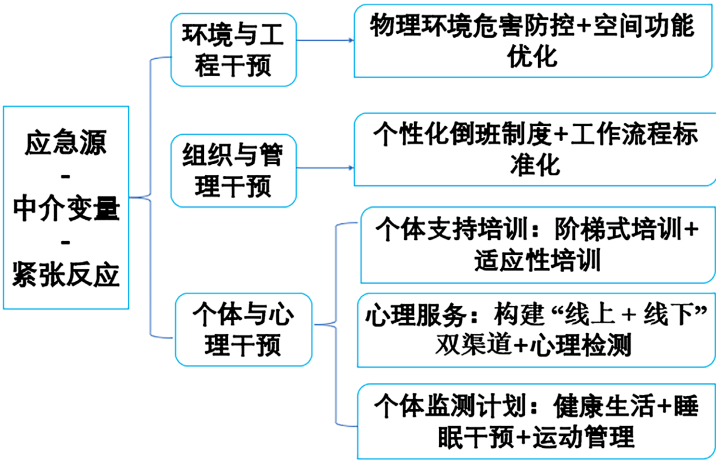 应急源
-
中介变量
-
紧张反应
环境与工
程干预
物理环境危害防控+空间功能
优化
组织与管
理干预
个性化倒班制度+工作流程标
准化
个体与心
理干预
个体支持培训：阶梯式培训+
适应性培训
心理服务：构建“线上 + 线下”
双渠道+心理检测
个体监测计划：健康生活+睡
眠干预+运动管理